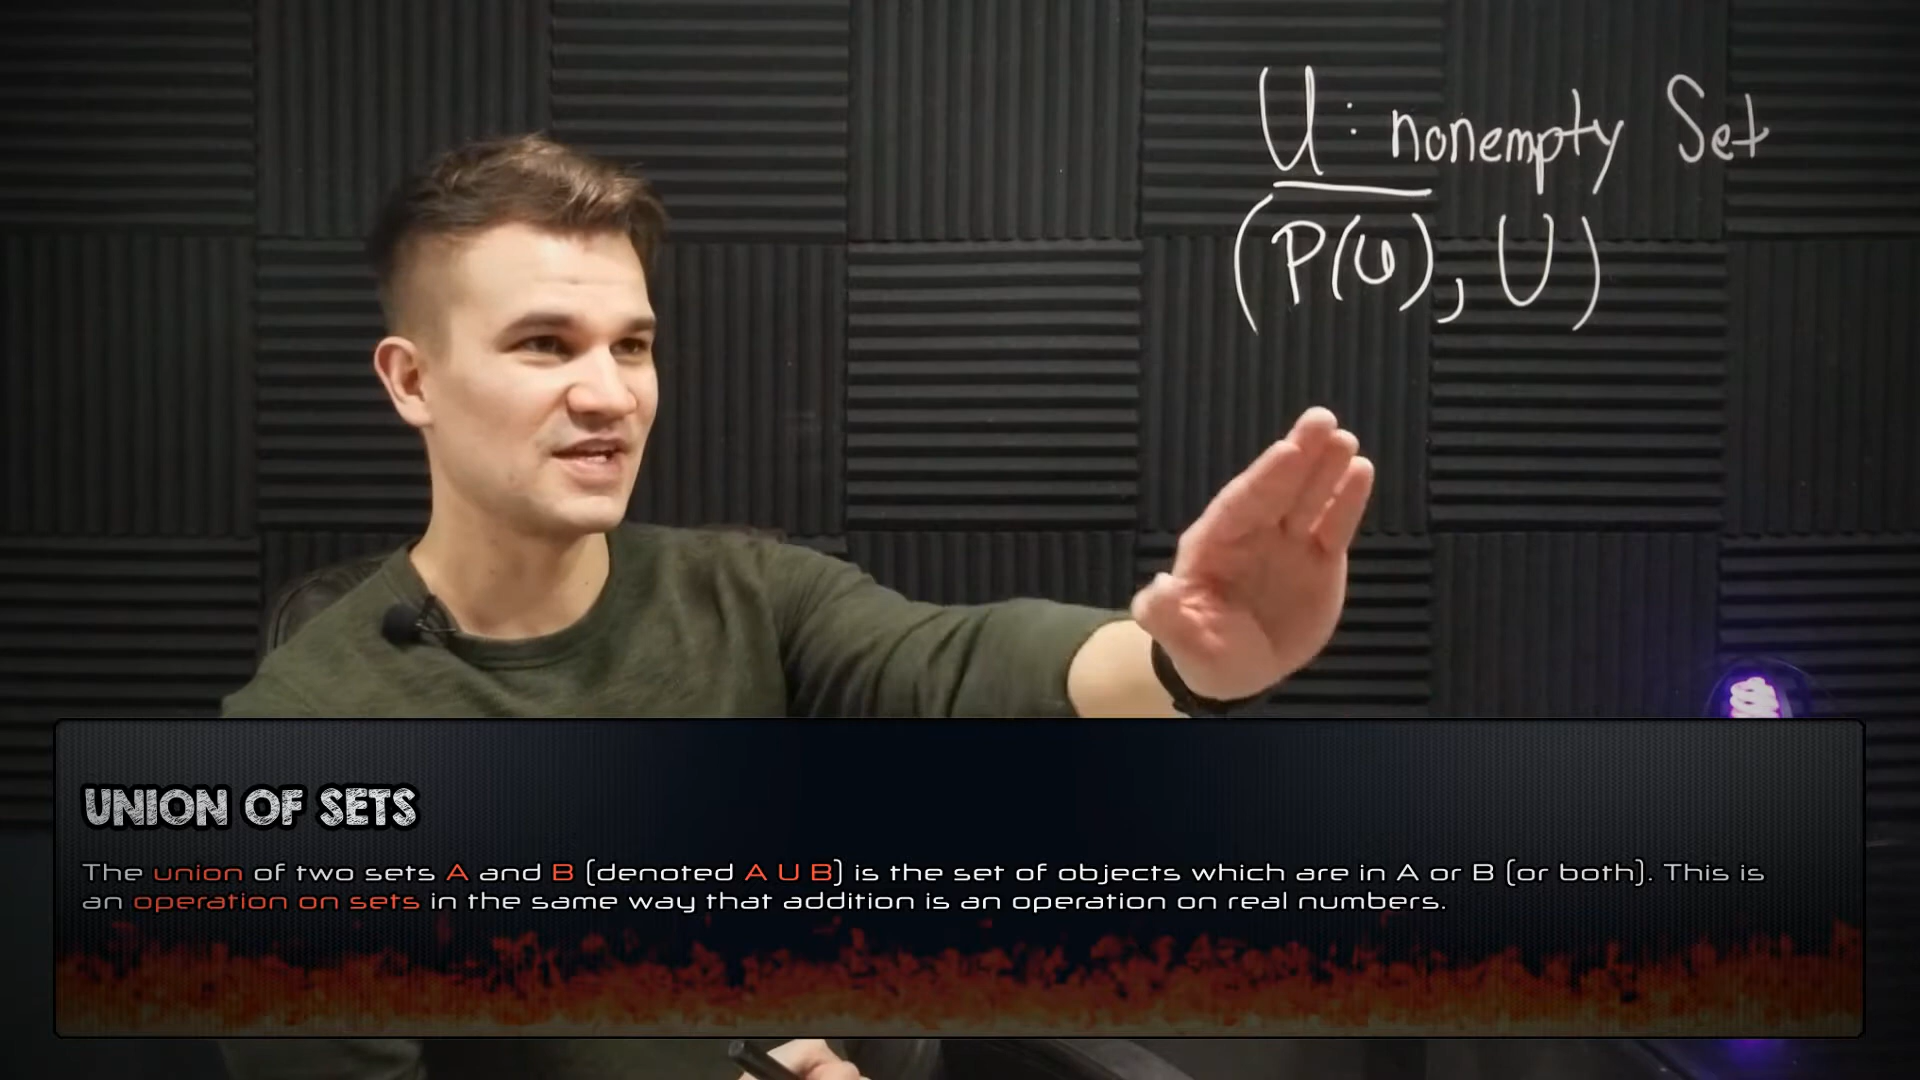 U: nonempty Set
(P(U), U)
UNION OF SETS
The union of two sets A and B (denoted A U B) is the set of objects which are in A or B (or both). This is
an operation on sets in the same way that addition is an operation on real numbers.